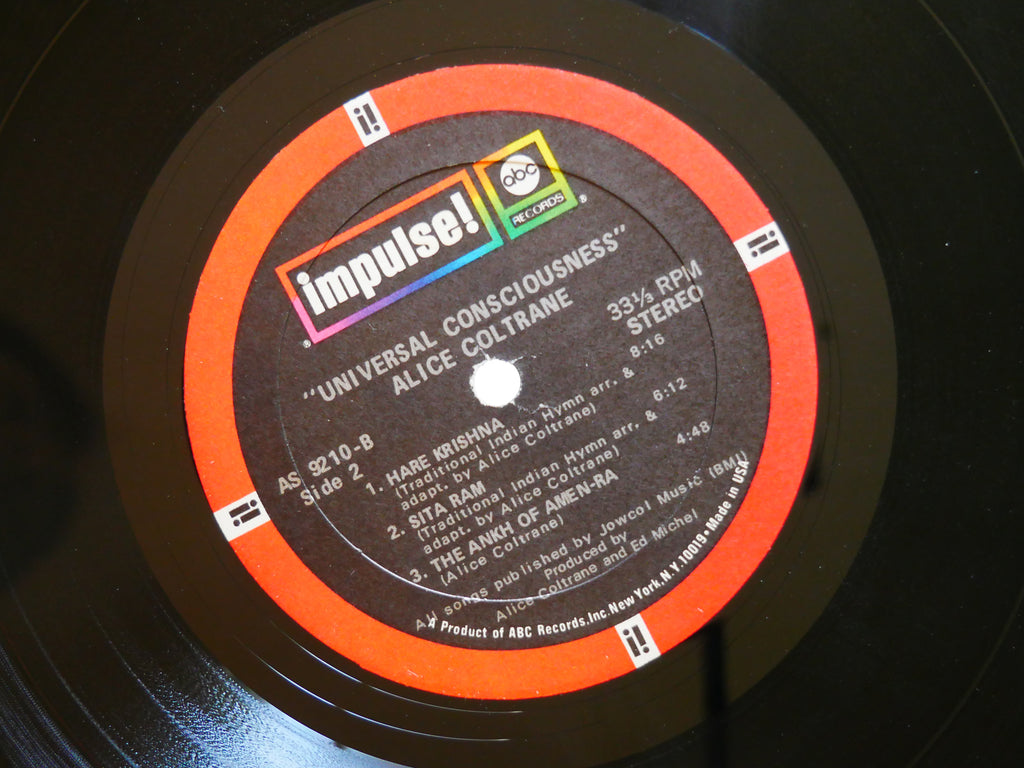 impulse!
®
abc
RECORDS
®
"UNIVERSAL CONSCIOUSNESS"
ALICE COLTRANE
33⅓ RPM
STEREO
AS 9210-B
Side 2
1. HARE KRISHNA 8:16
(Traditional Indian Hymn arr. &
adapt. by Alice Coltrane)
2. SITA RAM 6:12
(Traditional Indian Hymn arr. &
adapt. by Alice Coltrane)
3. THE ANKH OF AMEN-RA 4:48
(Alice Coltrane)
All songs published by Jowcol Music (BMI)
Produced by
Alice Coltrane and Ed Michel
A Product of ABC Records, Inc. New York, N.Y. 10019 • Made in USA
i!
i!
i!
i!